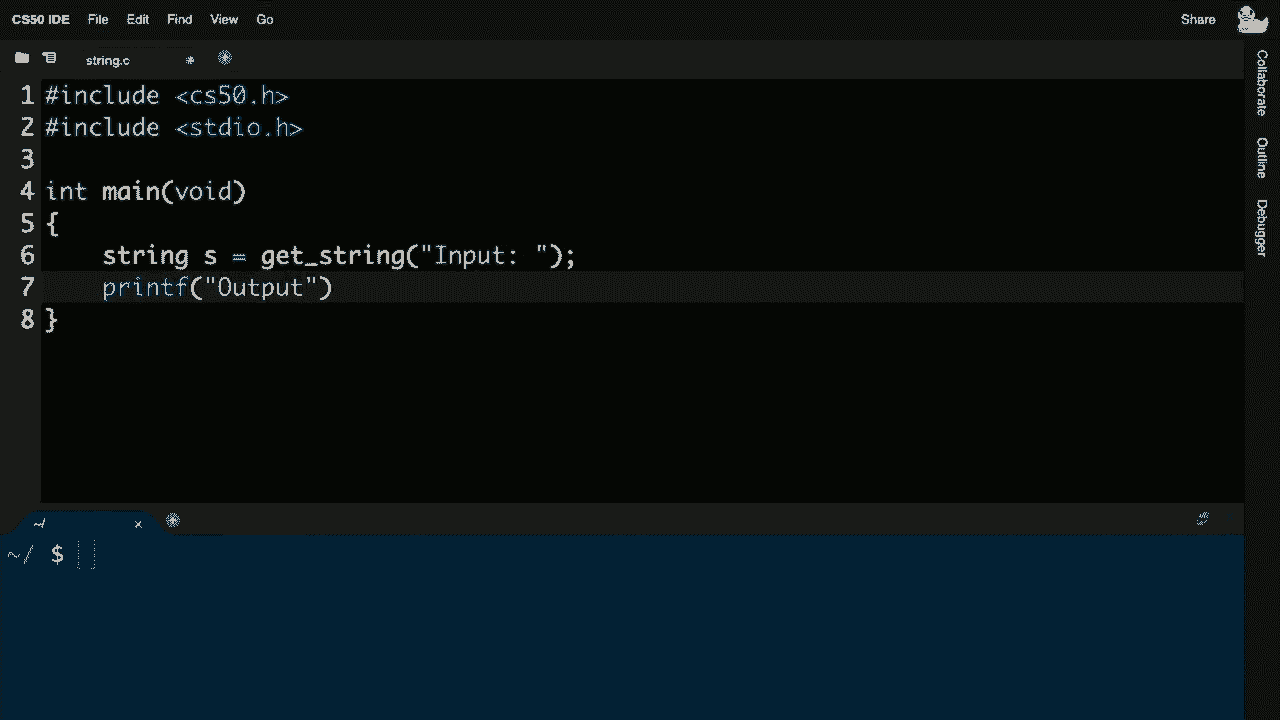 CS50 IDE File Edit Find View Go Share
string.c
1 #include <cs50.h>
2 #include <stdio.h>
3
4 int main(void)
5 {
6     string s = get_string("Input: ");
7     printf("Output")
8 }
Collaborate
Outline
Debugger
~/ ×
~/ $